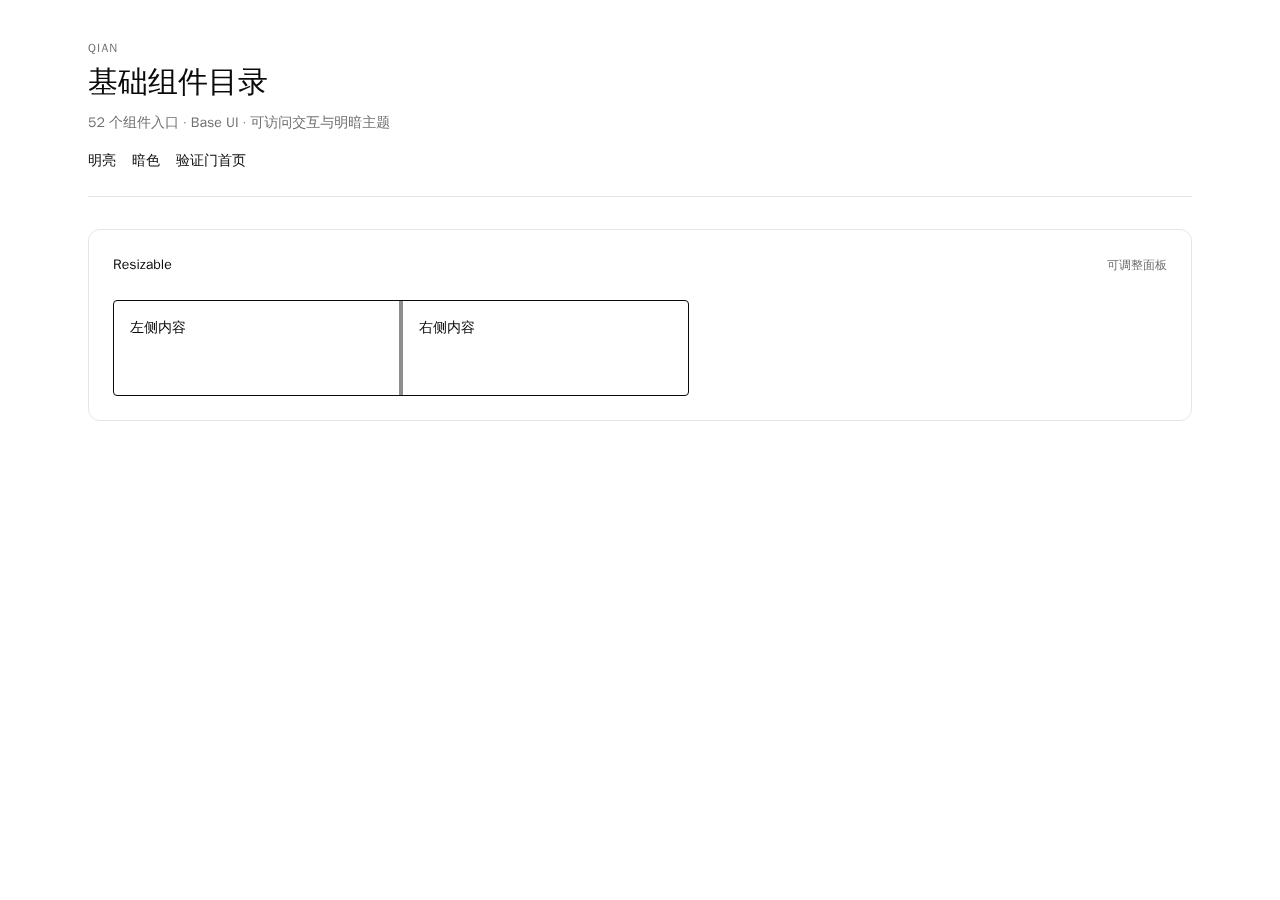 QIAN
基础组件目录
52 个组件入口 · Base UI · 可访问交互与明暗主题
明亮 暗色 验证门首页
Resizable 可调整面板
左侧内容 右侧内容